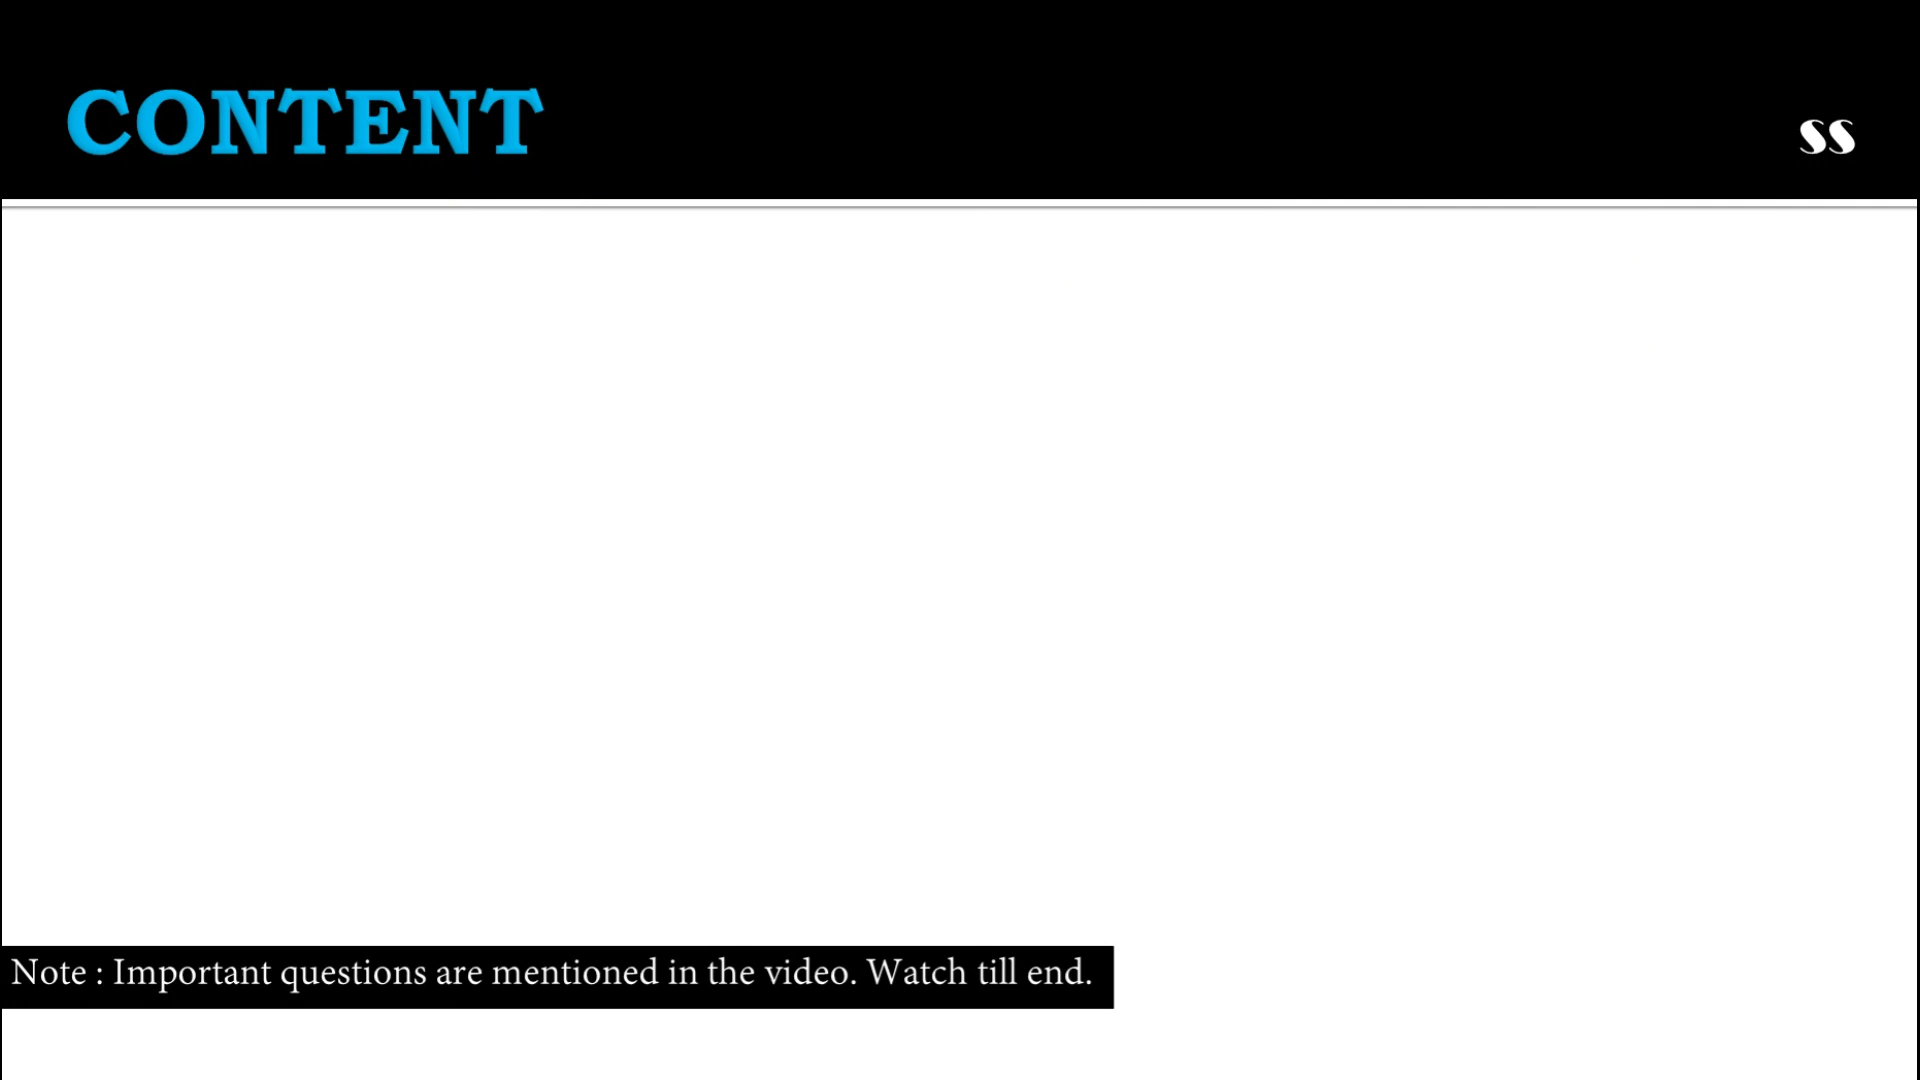 CONTENT
SS
Note : Important questions are mentioned in the video. Watch till end.